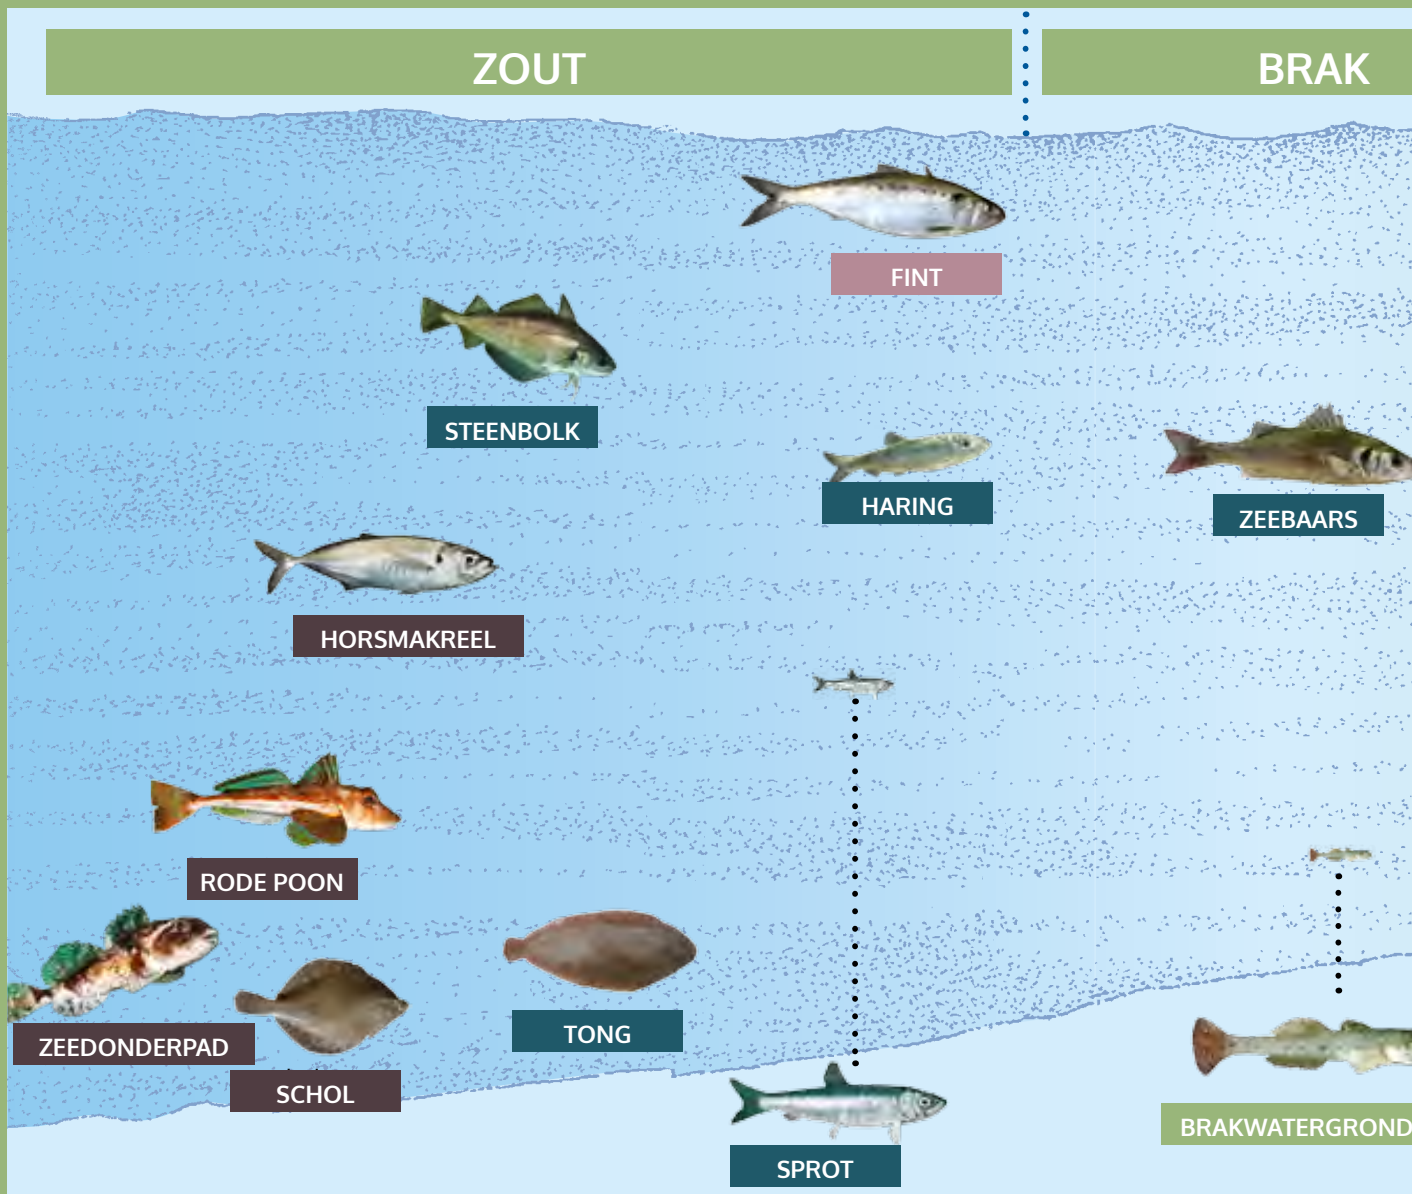 ZOUT
BRAK
FINT
STEENBOLK
HARING
ZEEBAARS
HORSMAKREEL
RODE POON
ZEEDONDERPAD
SCHOL
TONG
SPROT
BRAKWATERGROND